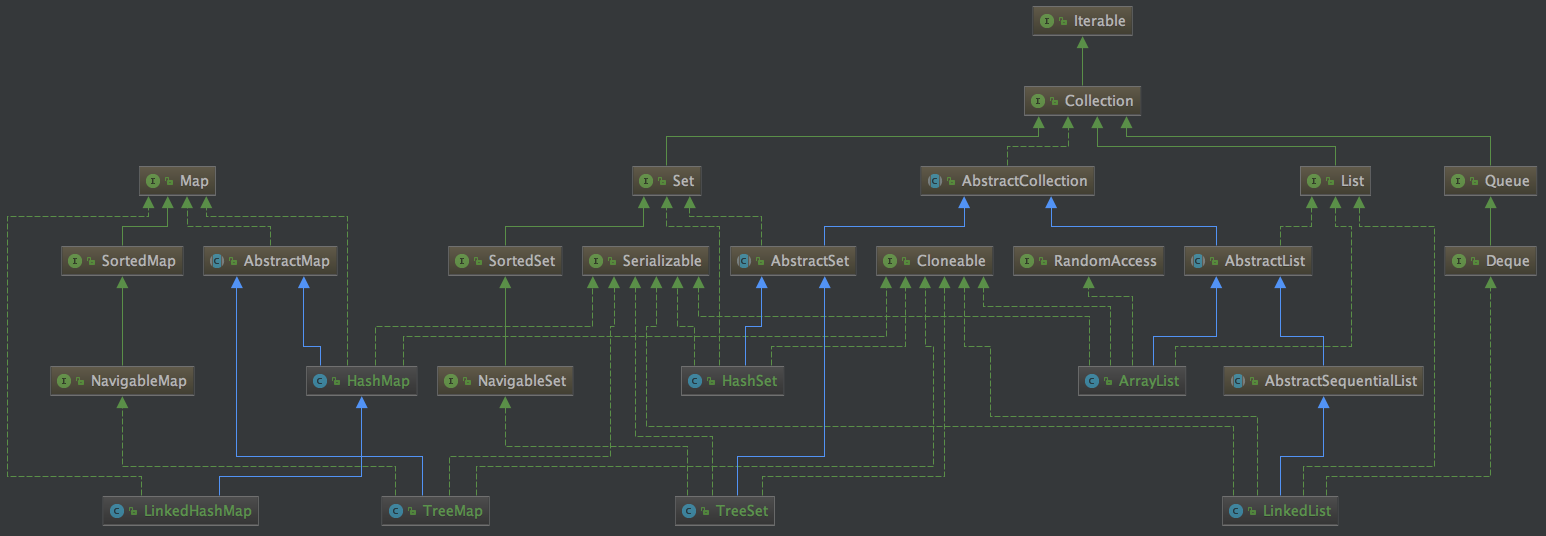 Iterable
Collection
Map
Set
AbstractCollection
List
Queue
SortedMap
AbstractMap
SortedSet
Serializable
AbstractSet
Cloneable
RandomAccess
AbstractList
Deque
NavigableMap
HashMap
NavigableSet
HashSet
ArrayList
AbstractSequentialList
LinkedHashMap
TreeMap
TreeSet
LinkedList